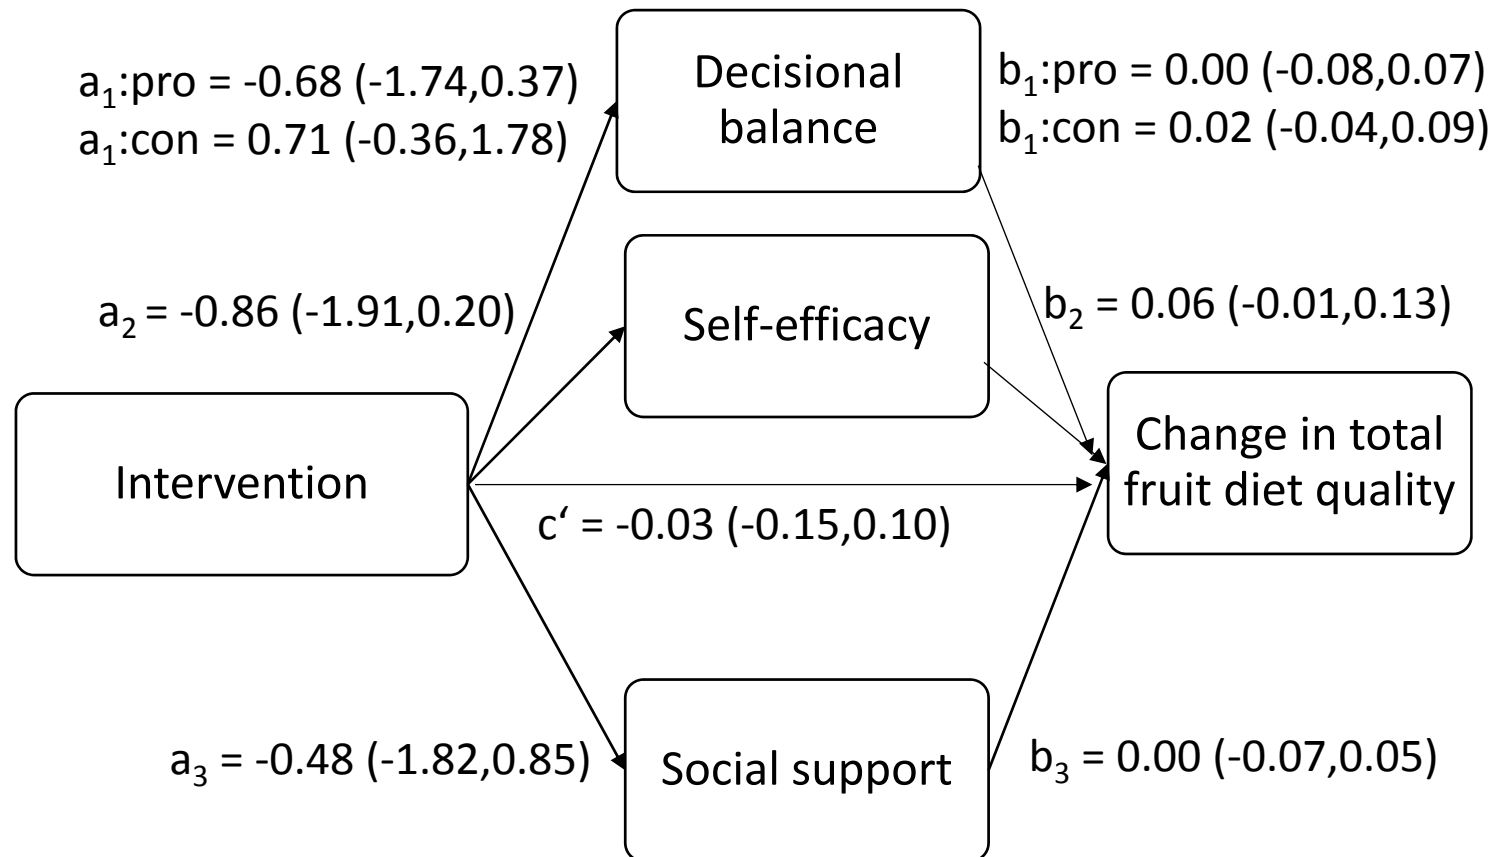 a₁:pro = -0.68 (-1.74,0.37)
a₁:con = 0.71 (-0.36,1.78)
Decisional
balance
b₁:pro = 0.00 (-0.08,0.07)
b₁:con = 0.02 (-0.04,0.09)
a₂ = -0.86 (-1.91,0.20)
Self-efficacy
b₂ = 0.06 (-0.01,0.13)
Intervention
Change in total
fruit diet quality
c‘ = -0.03 (-0.15,0.10)
a₃ = -0.48 (-1.82,0.85)
Social support
b₃ = 0.00 (-0.07,0.05)